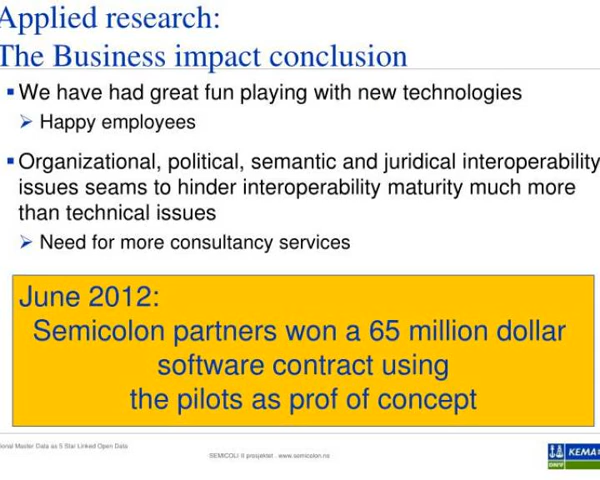 Applied research:
The Business impact conclusion
We have had great fun playing with new technologies
Happy employees
Organizational, political, semantic and juridical interoperability
issues seams to hinder interoperability maturity much more
than technical issues
Need for more consultancy services
June 2012:
Semicolon partners won a 65 million dollar
software contract using
the pilots as prof of concept
ional Master Data as 5 Star Linked Open Data
SEMICOLI II prosjektet . www.semicolon.no
DNV
KEMA